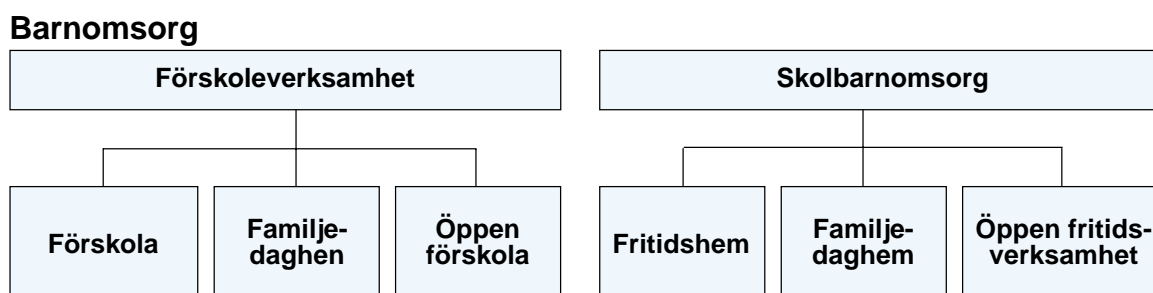 Barnomsorg
Förskoleverksamhet
Skolbarnomsorg
Förskola
Familje-
daghen
Öppen
förskola
Fritidshem
Familje-
daghem
Öppen fritids-
verksamhet